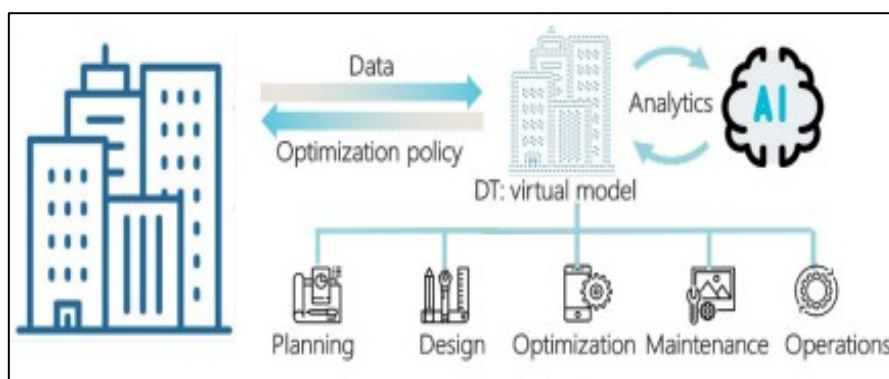 Data
Optimization policy
DT: virtual model
Analytics
AI
Planning
Design
Optimization
Maintenance
Operations